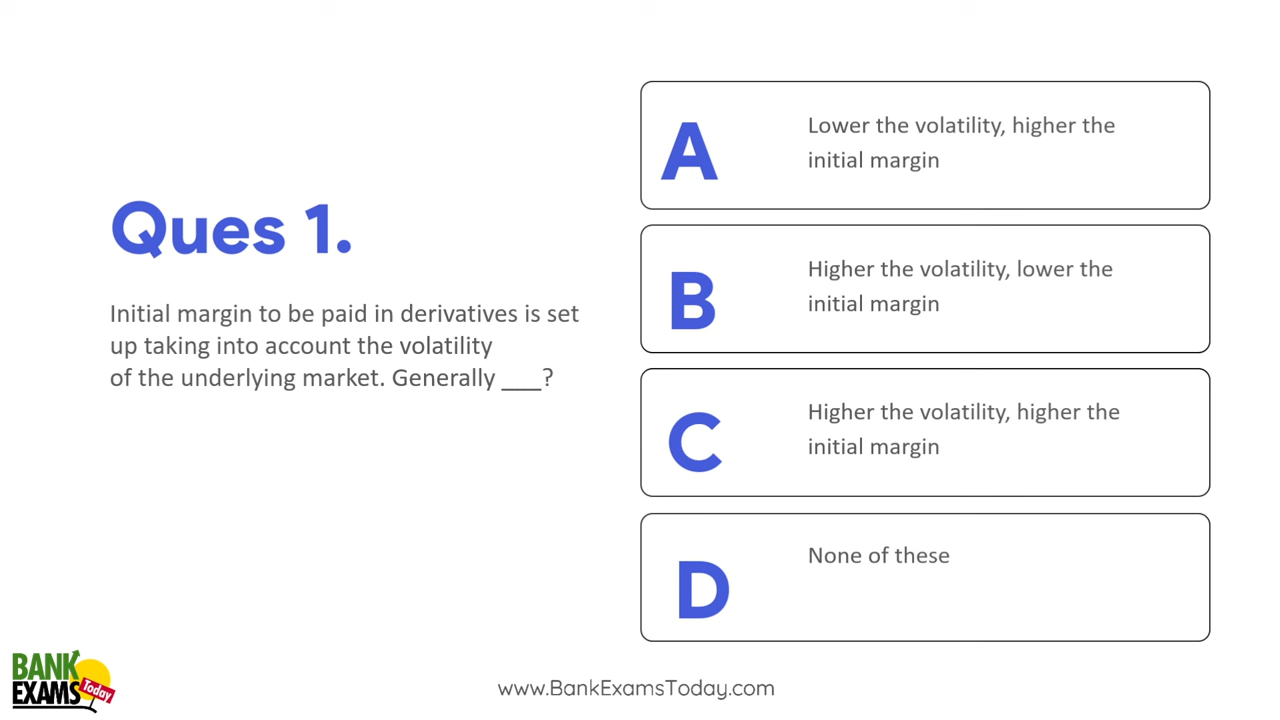 Ques 1.
Initial margin to be paid in derivatives is set
up taking into account the volatility
of the underlying market. Generally ___?
A
Lower the volatility, higher the
initial margin
B
Higher the volatility, lower the
initial margin
C
Higher the volatility, higher the
initial margin
D
None of these
BANK
EXAMS
Today
www.BankExamsToday.com